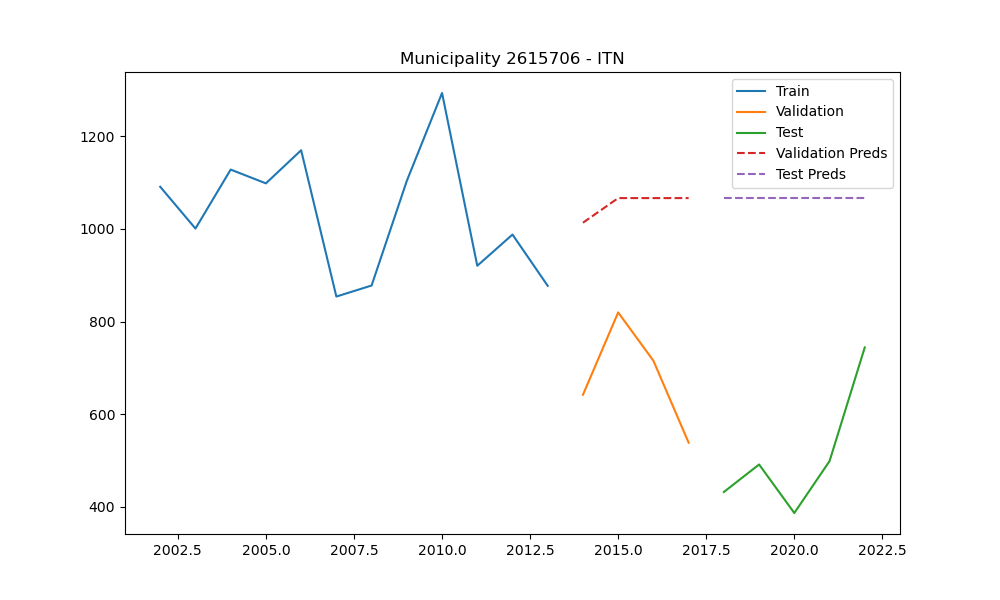 Municipality 2615706 - ITN
Train
Validation
Test
Validation Preds
Test Preds
1200
1000
800
600
400
2002.5 2005.0 2007.5 2010.0 2012.5 2015.0 2017.5 2020.0 2022.5